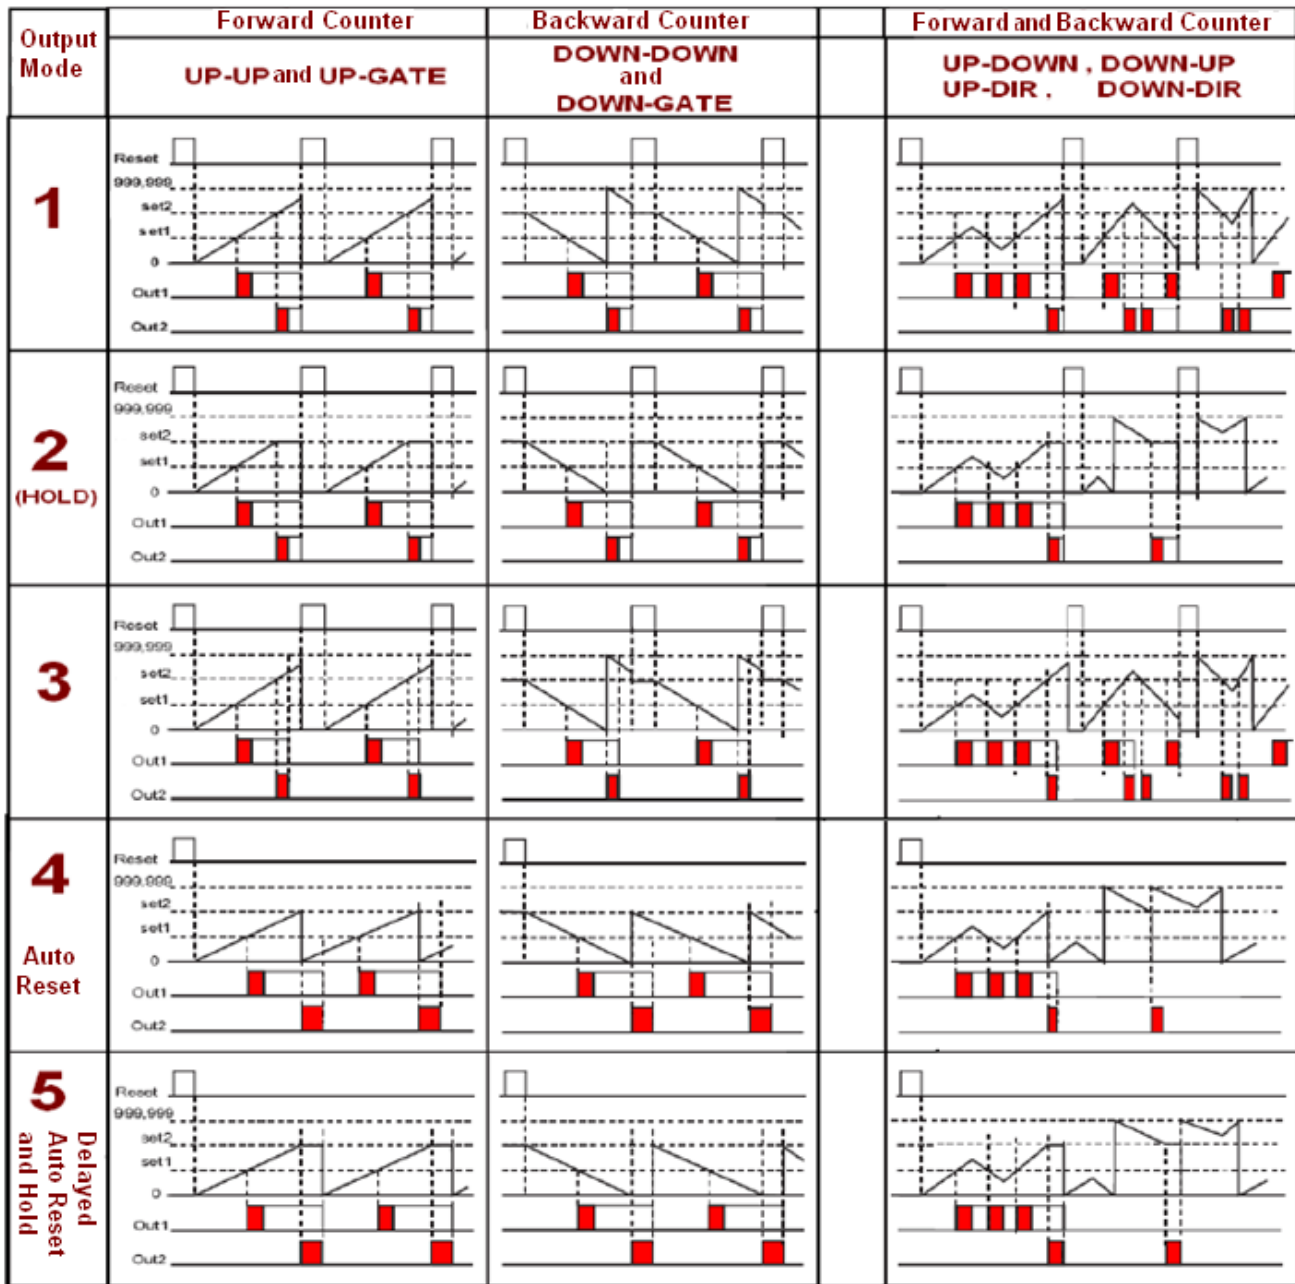 Output
Mode
Forward Counter
Backward Counter
Forward and Backward Counter
UP-UP and UP-GATE
DOWN-DOWN
and
DOWN-GATE
UP-DOWN , DOWN-UP
UP-DIR . DOWN-DIR
1
Reset
999,999
set2
set1
0
Out1
Out2
2
(HOLD)
Reset
999,999
set2
set1
0
Out1
Out2
3
Reset
999,999
set2
set1
0
Out1
Out2
4
Auto
Reset
Reset
999,999
set2
set1
0
Out1
Out2
5
Delayed
Auto Reset
and Hold
Reset
999,999
set2
set1
0
Out1
Out2